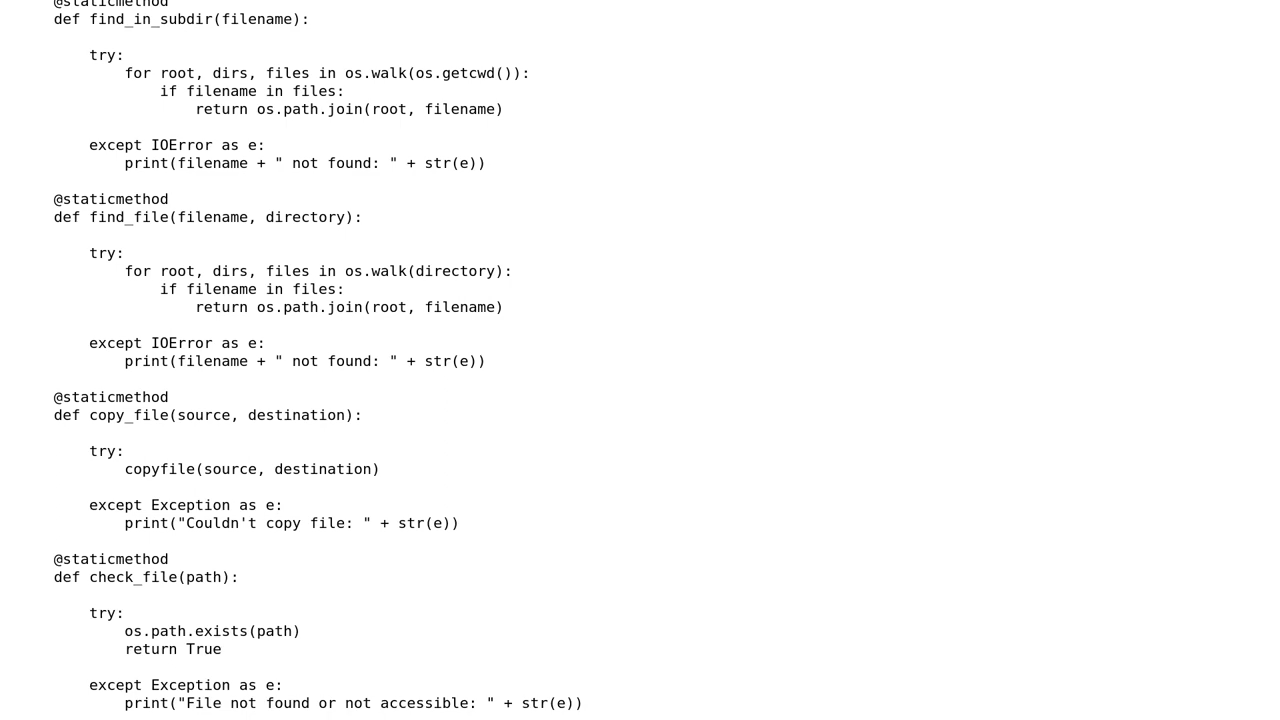 @staticmethod
    def find_in_subdir(filename):

        try:
            for root, dirs, files in os.walk(os.getcwd()):
                if filename in files:
                    return os.path.join(root, filename)

        except IOError as e:
            print(filename + " not found: " + str(e))

    @staticmethod
    def find_file(filename, directory):

        try:
            for root, dirs, files in os.walk(directory):
                if filename in files:
                    return os.path.join(root, filename)

        except IOError as e:
            print(filename + " not found: " + str(e))

    @staticmethod
    def copy_file(source, destination):

        try:
            copyfile(source, destination)

        except Exception as e:
            print("Couldn't copy file: " + str(e))

    @staticmethod
    def check_file(path):

        try:
            os.path.exists(path)
            return True

        except Exception as e:
            print("File not found or not accessible: " + str(e))